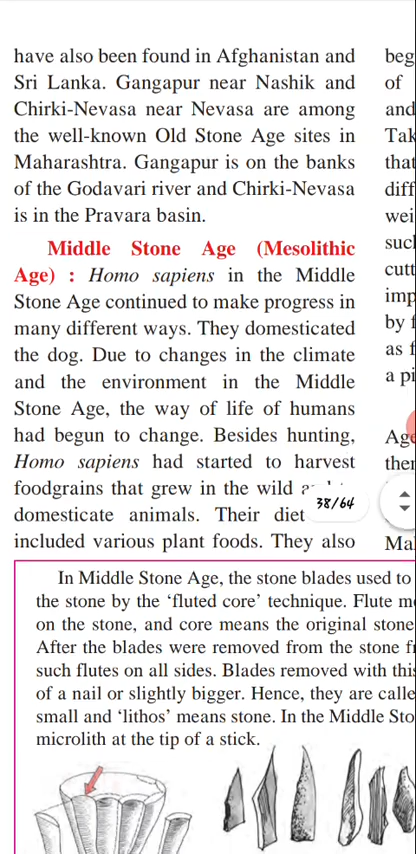 have also been found in Afghanistan and
Sri Lanka. Gangapur near Nashik and
Chirki-Nevasa near Nevasa are among
the well-known Old Stone Age sites in
Maharashtra. Gangapur is on the banks
of the Godavari river and Chirki-Nevasa
is in the Pravara basin.
Middle Stone Age (Mesolithic
Age) : Homo sapiens in the Middle
Stone Age continued to make progress in
many different ways. They domesticated
the dog. Due to changes in the climate
and the environment in the Middle
Stone Age, the way of life of humans
had begun to change. Besides hunting,
Homo sapiens had started to harvest
foodgrains that grew in the wild
domesticate animals. Their diet
included various plant foods. They also
beg
of
and
Tak
that
diff
wei
such
cutt
imp
by f
as f
a pi
Age
ther
Ma
38/64
In Middle Stone Age, the stone blades used to
the stone by the ‘fluted core’ technique. Flute m
on the stone, and core means the original stone
After the blades were removed from the stone f
such flutes on all sides. Blades removed with this
of a nail or slightly bigger. Hence, they are calle
small and ‘lithos’ means stone. In the Middle Sto
microlith at the tip of a stick.